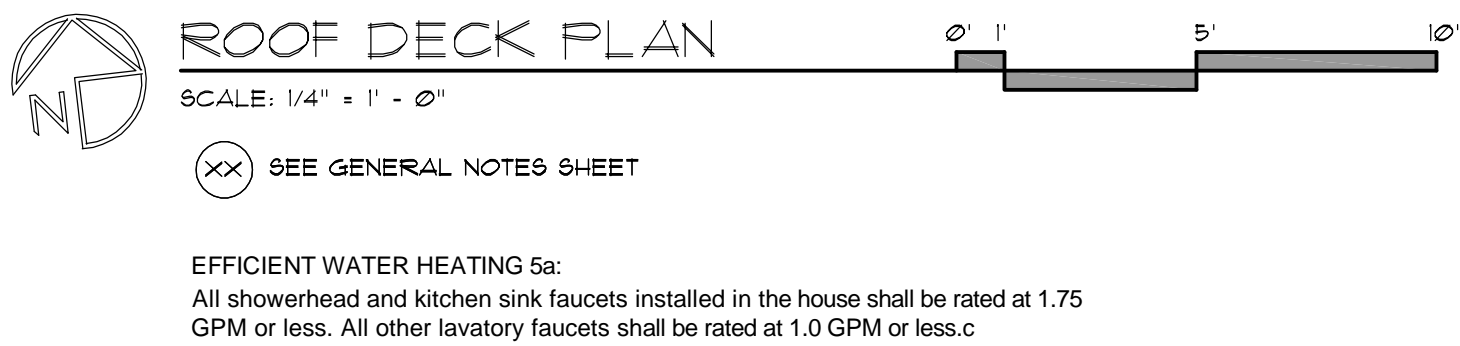 N
ROOF DECK PLAN
0' 1' 5' 10'
SCALE: 1/4" = 1' - 0"
XX SEE GENERAL NOTES SHEET
EFFICIENT WATER HEATING 5a:
All showerhead and kitchen sink faucets installed in the house shall be rated at 1.75
GPM or less. All other lavatory faucets shall be rated at 1.0 GPM or less.c